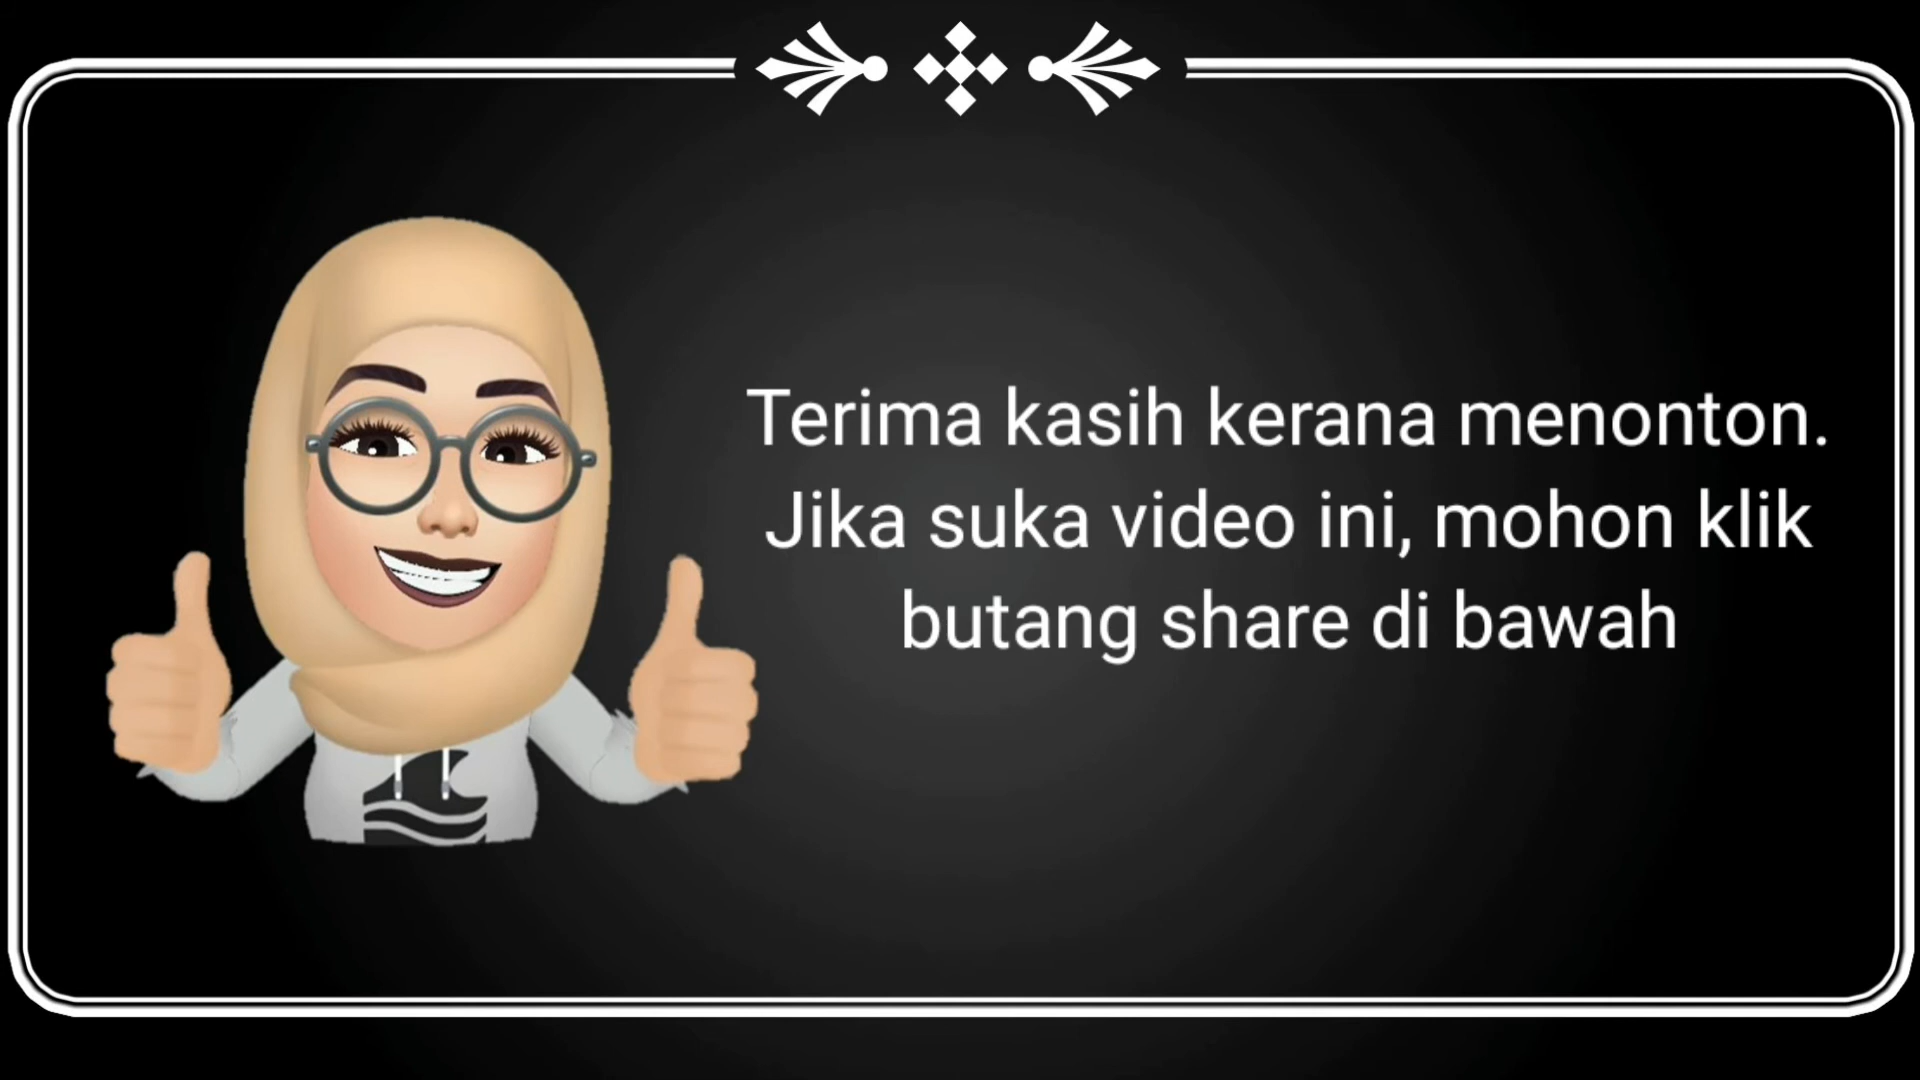 Terima kasih kerana menonton.
Jika suka video ini, mohon klik
butang share di bawah